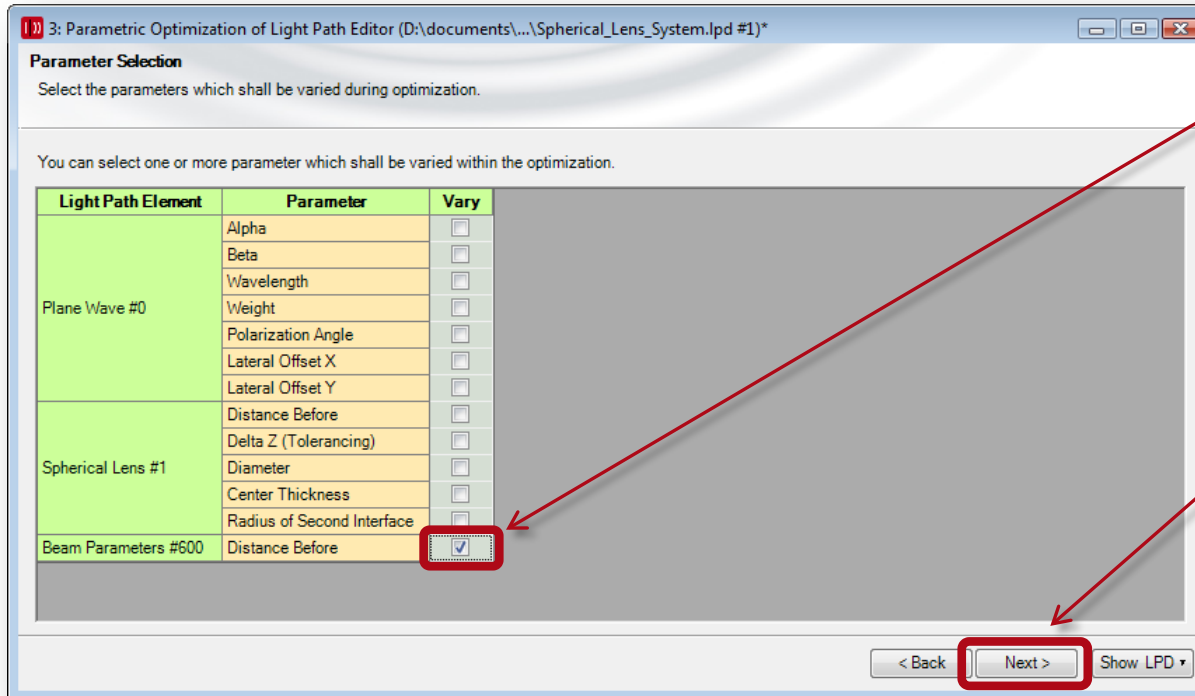 3: Parametric Optimization of Light Path Editor (D:\documents\...\Spherical_Lens_System.lpd #1)*
Parameter Selection
Select the parameters which shall be varied during optimization.
You can select one or more parameter which shall be varied within the optimization.
Light Path Element Parameter Vary
Plane Wave #0
Alpha
Beta
Wavelength
Weight
Polarization Angle
Lateral Offset X
Lateral Offset Y
Spherical Lens #1
Distance Before
Delta Z (Tolerancing)
Diameter
Center Thickness
Radius of Second Interface
Beam Parameters #600 Distance Before
< Back Next > Show LPD